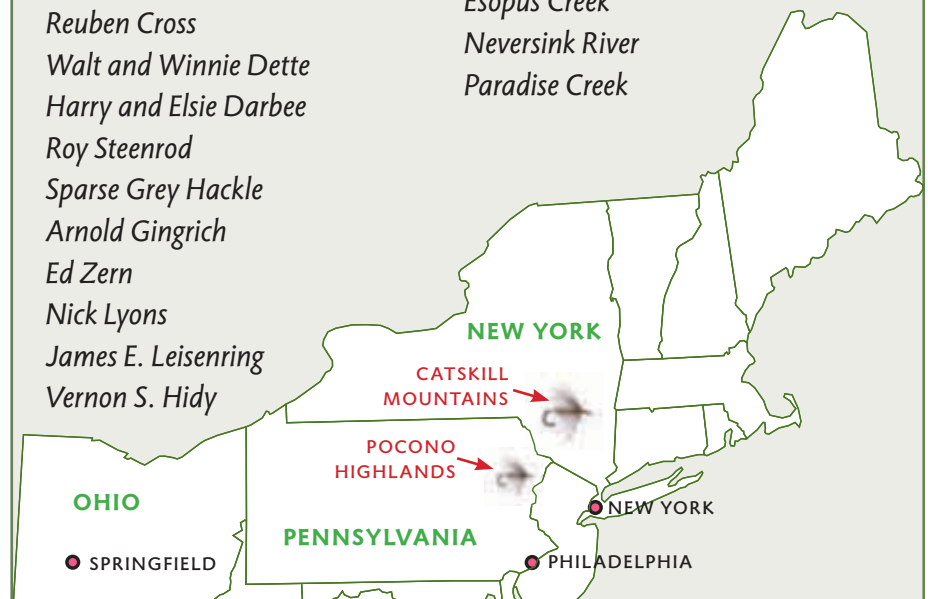 Reuben Cross
Walt and Winnie Dette
Harry and Elsie Darbee
Roy Steenrod
Sparse Grey Hackle
Arnold Gingrich
Ed Zern
Nick Lyons
James E. Leisenring
Vernon S. Hidy
Esopus Creek
Neversink River
Paradise Creek
NEW YORK
CATSKILL
MOUNTAINS
POCONO
HIGHLANDS
OHIO
NEW YORK
PENNSYLVANIA
SPRINGFIELD
PHILADELPHIA